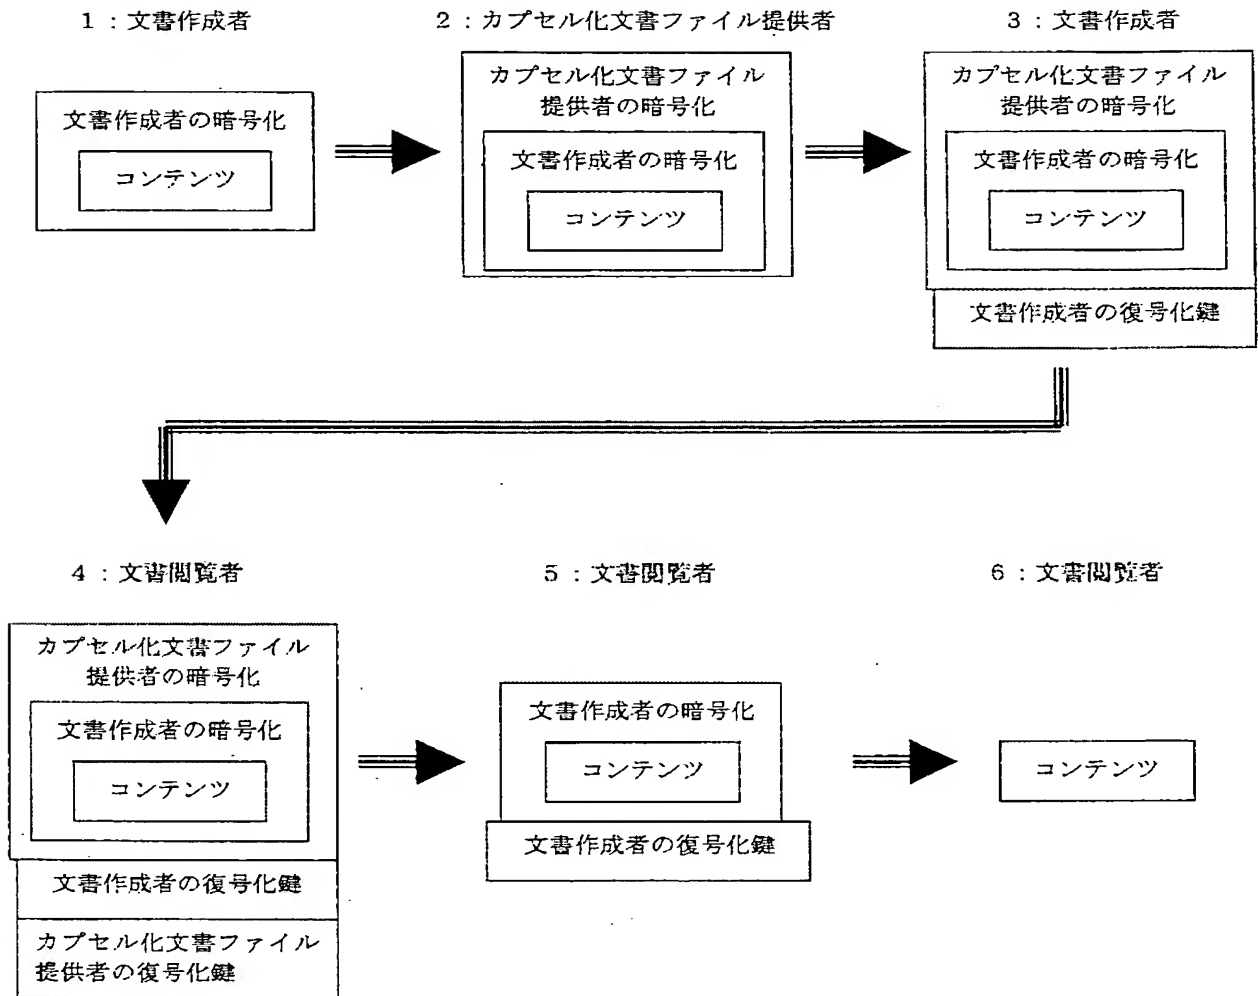 1：文書作成者
2：カプセル化文書ファイル提供者
3：文書作成者
文書作成者の暗号化
コンテンツ
カプセル化文書ファイル
提供者の暗号化
文書作成者の暗号化
コンテンツ
カプセル化文書ファイル
提供者の暗号化
文書作成者の暗号化
コンテンツ
文書作成者の復号化鍵
4：文書閲覧者
5：文書閲覧者
6：文書閲覧者
カプセル化文書ファイル
提供者の暗号化
文書作成者の暗号化
コンテンツ
文書作成者の復号化鍵
カプセル化文書ファイル
提供者の復号化鍵
文書作成者の暗号化
コンテンツ
文書作成者の復号化鍵
コンテンツ